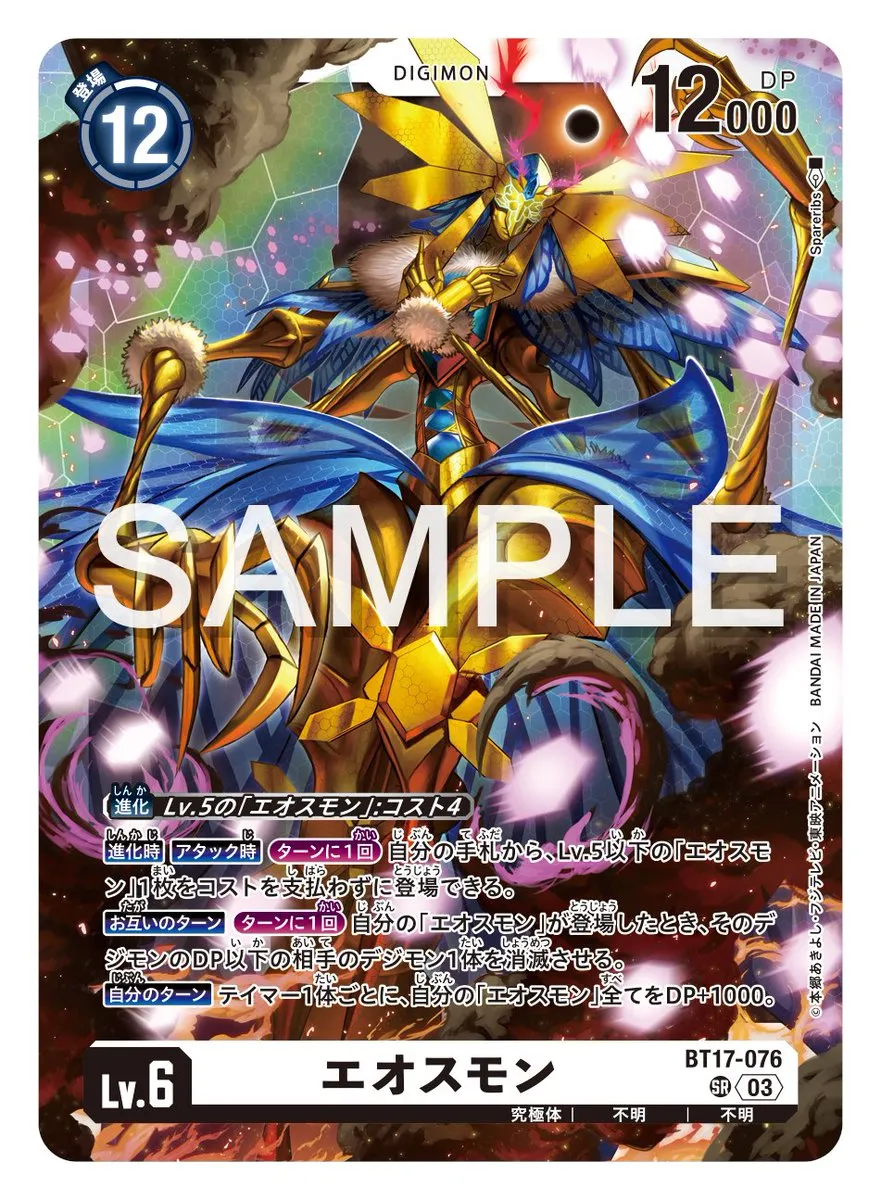 登場
12
DIGIMON
12000
DP
Spareribs
SAMPLE
進化 Lv.5の「エオスモン」:コスト4
進化時 アタック時 ターンに1回 自分の手札から、Lv.5以下の「エオスモ
ン」1枚をコストを支払わずに登場できる。
お互いのターン ターンに1回 自分の「エオスモン」が登場したとき、そのデ
ジモンのDP以下の相手のデジモン1体を消滅させる。
自分のターン テイマー1体ごとに、自分の「エオスモン」全てをDP+1000。
©本郷あきよし・フジテレビ・東映アニメーション BANDAI MADE IN JAPAN
Lv.6
エオスモン
BT17-076
SR 03
究極体 | 不明 | 不明